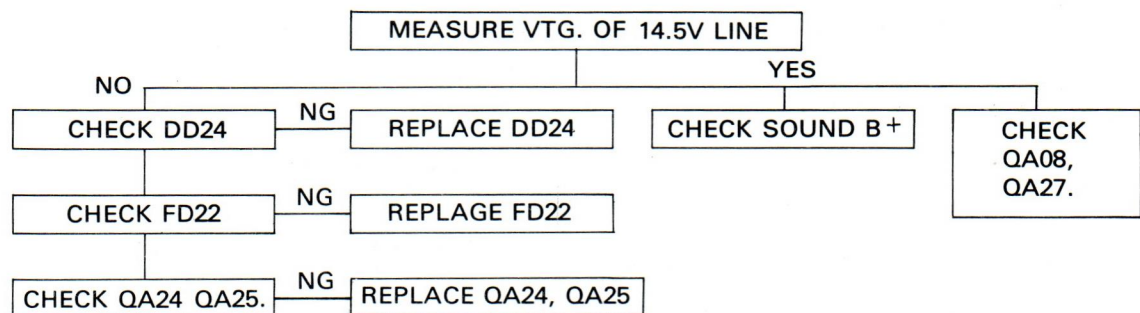 MEASURE VTG. OF 14.5V LINE
NO
YES
CHECK DD24
NG
REPLACE DD24
CHECK SOUND B+
CHECK
QA08,
QA27.
CHECK FD22
NG
REPLAGE FD22
CHECK QA24 QA25.
NG
REPLACE QA24, QA25